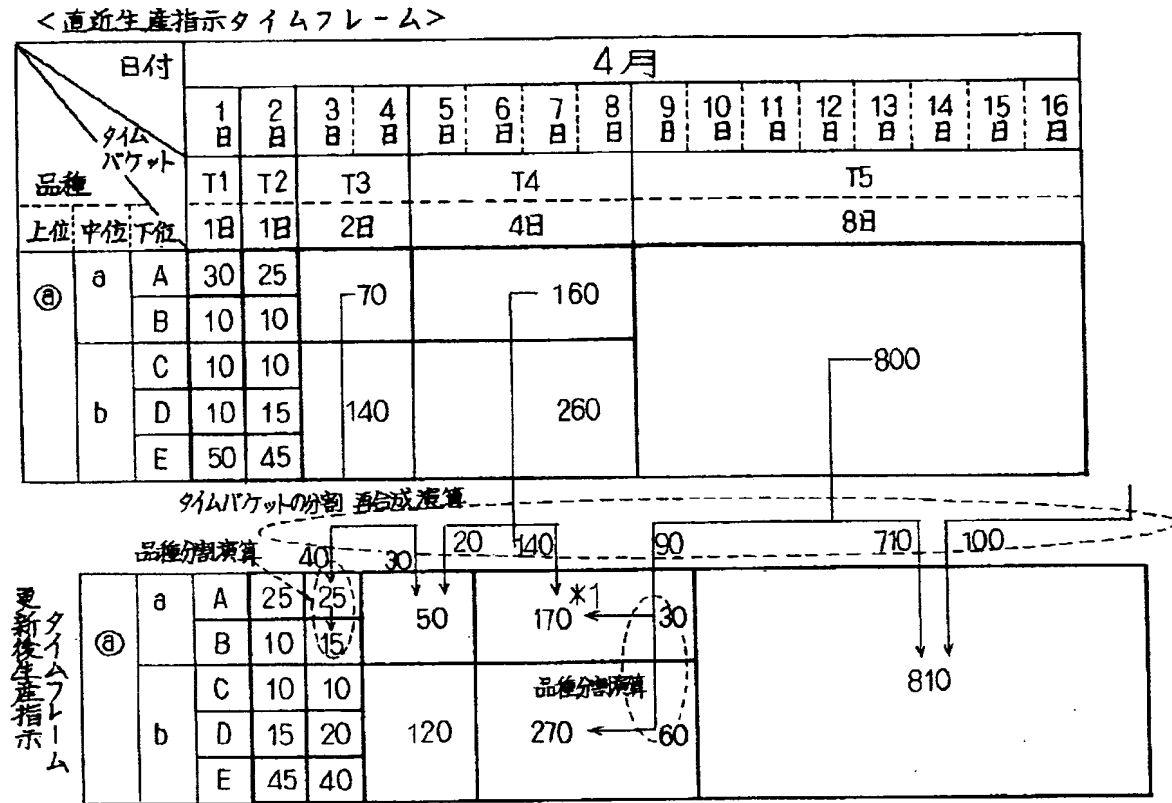 <直近生産指示タイムフレーム>
日付 4月
1日 2日 3日 4日 5日 6日 7日 8日 9日 10日 11日 12日 13日 14日 15日 16日
タイムバケット
品種 T1 T2 T3 T4 T5
上位 中位 下位 1日 1日 2日 4日 8日
ⓐ a A 30 25 70 160
B 10 10
C 10 10 800
b D 10 15 140 260
E 50 45
タイムバケットの分割 再合成演算
品種分割演算 40 30 20 140 90 710 100
更新後生産指示タイムフレーム
ⓐ a A 25 25 50 170 *1 30
B 10 15
C 10 10 品種分割演算 810
b D 15 20 120 270 60
E 45 40